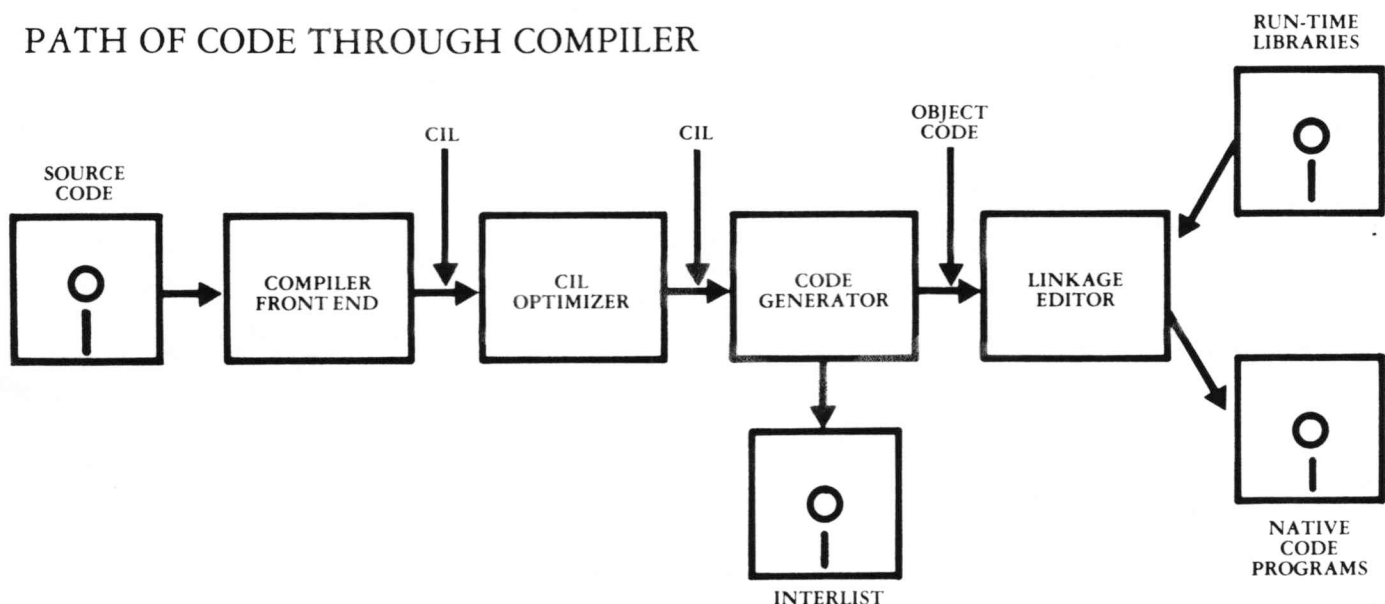 PATH OF CODE THROUGH COMPILER
RUN-TIME
LIBRARIES
CIL
CIL
OBJECT
CODE
SOURCE
CODE
COMPILER
FRONT END
CIL
OPTIMIZER
CODE
GENERATOR
LINKAGE
EDITOR
INTERLIST
NATIVE
CODE
PROGRAMS